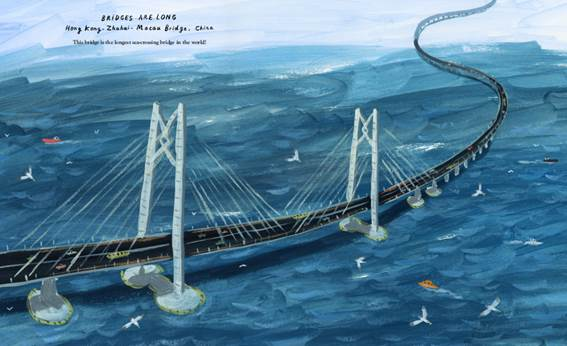 BRIDGES ARE LONG
Hong Kong-Zhuhai-Macau Bridge, China
This bridge is the longest sea-crossing bridge in the world!